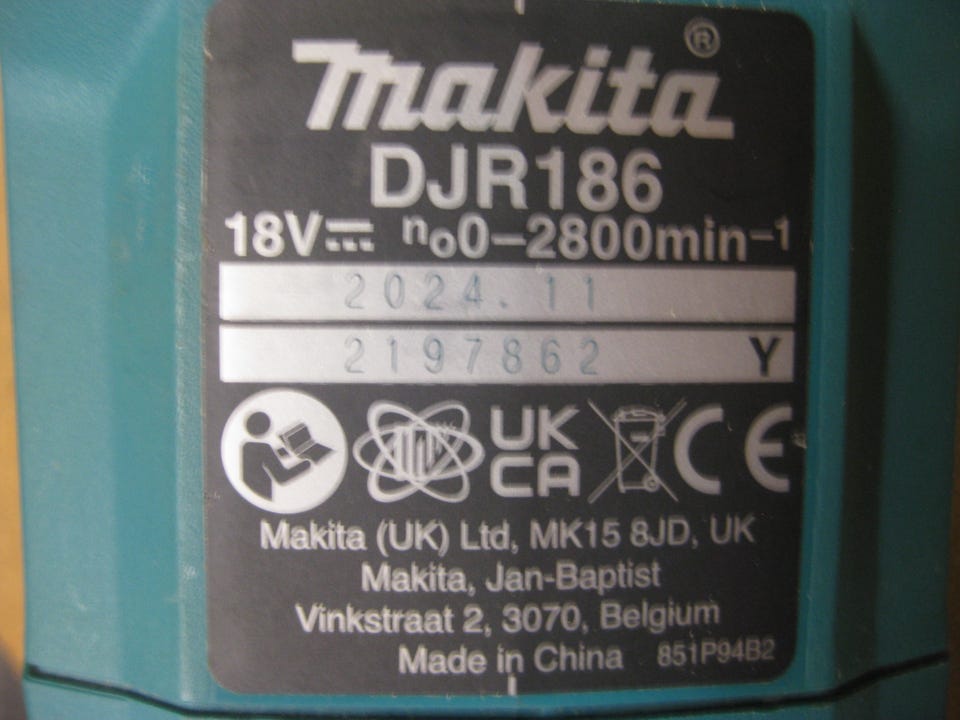 makita®
DJR186
18V⎓ n₀0–2800min⁻¹
2024.11
2197862 Y
UK
CA
CE
Makita (UK) Ltd, MK15 8JD, UK
Makita, Jan-Baptist
Vinkstraat 2, 3070, Belgium
Made in China 851P94B2